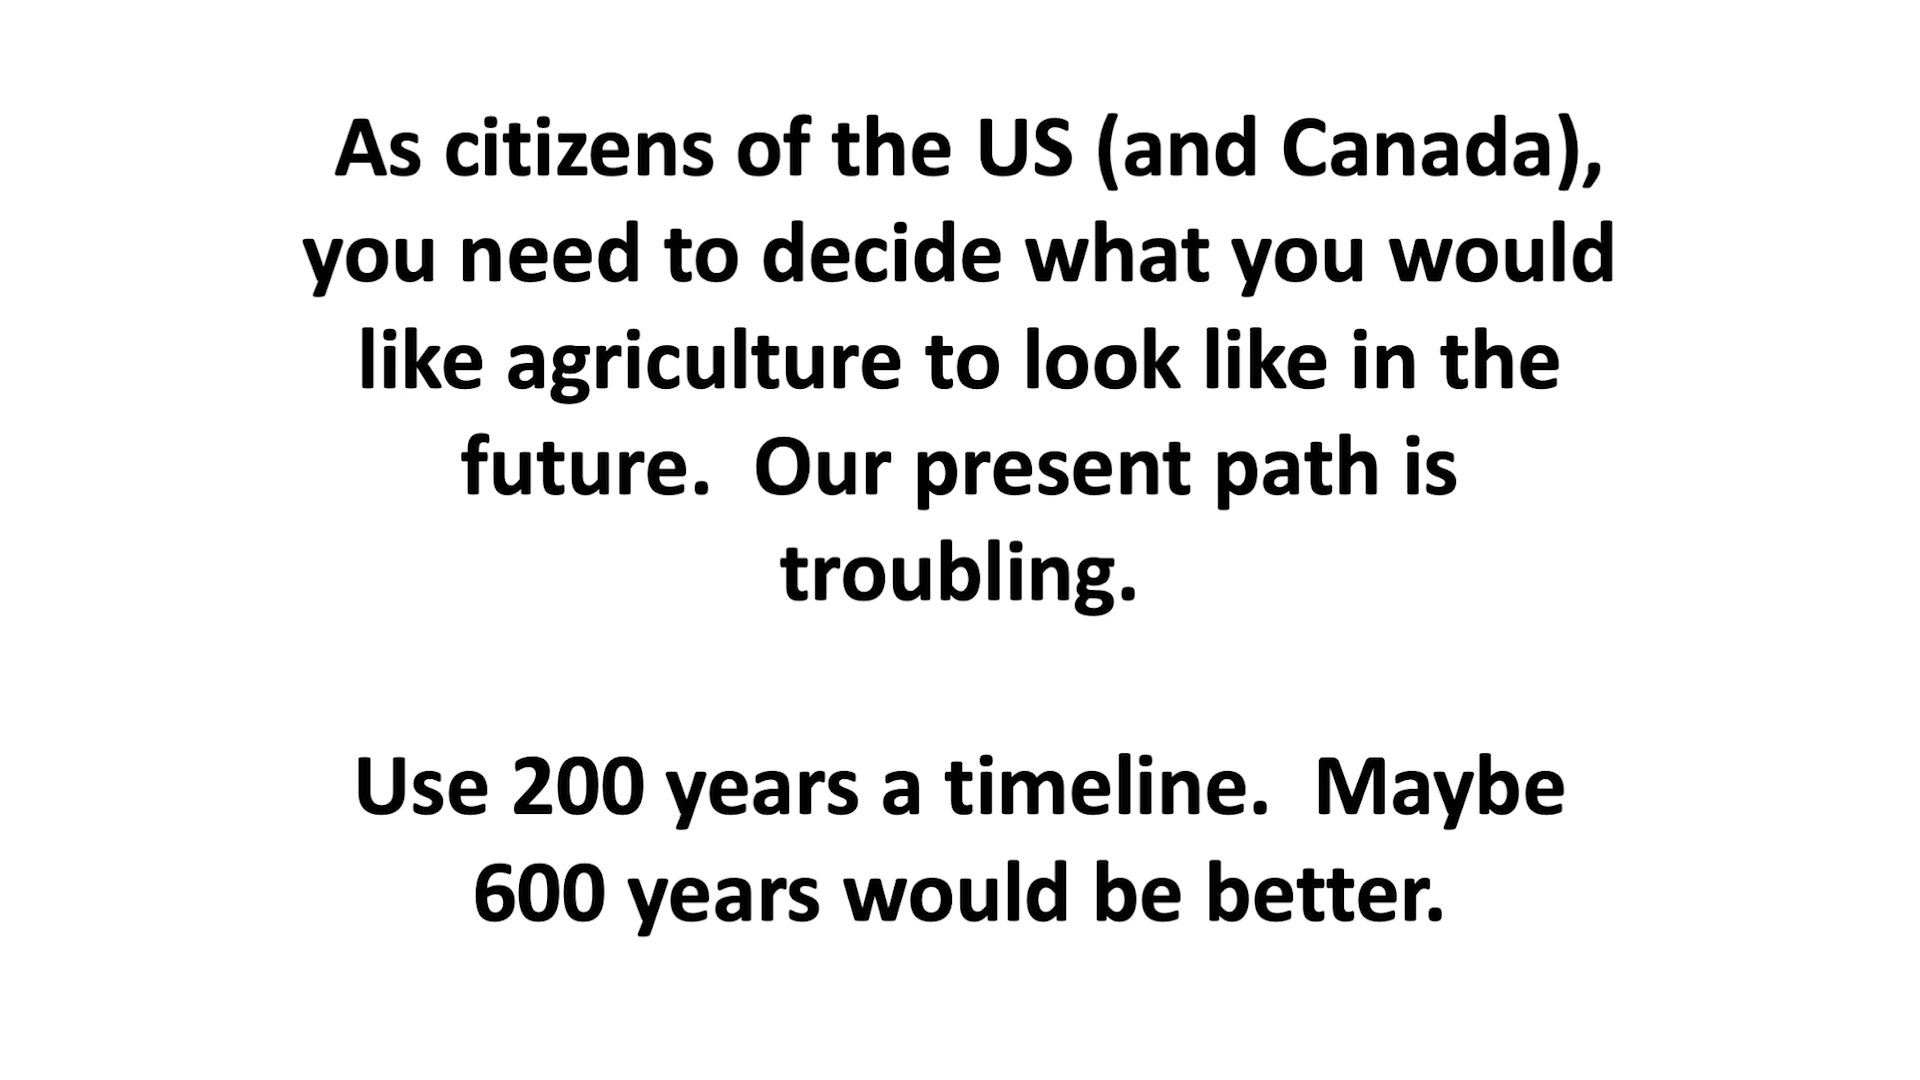 As citizens of the US (and Canada),
you need to decide what you would
like agriculture to look like in the
future.  Our present path is
troubling.
Use 200 years a timeline.  Maybe
600 years would be better.